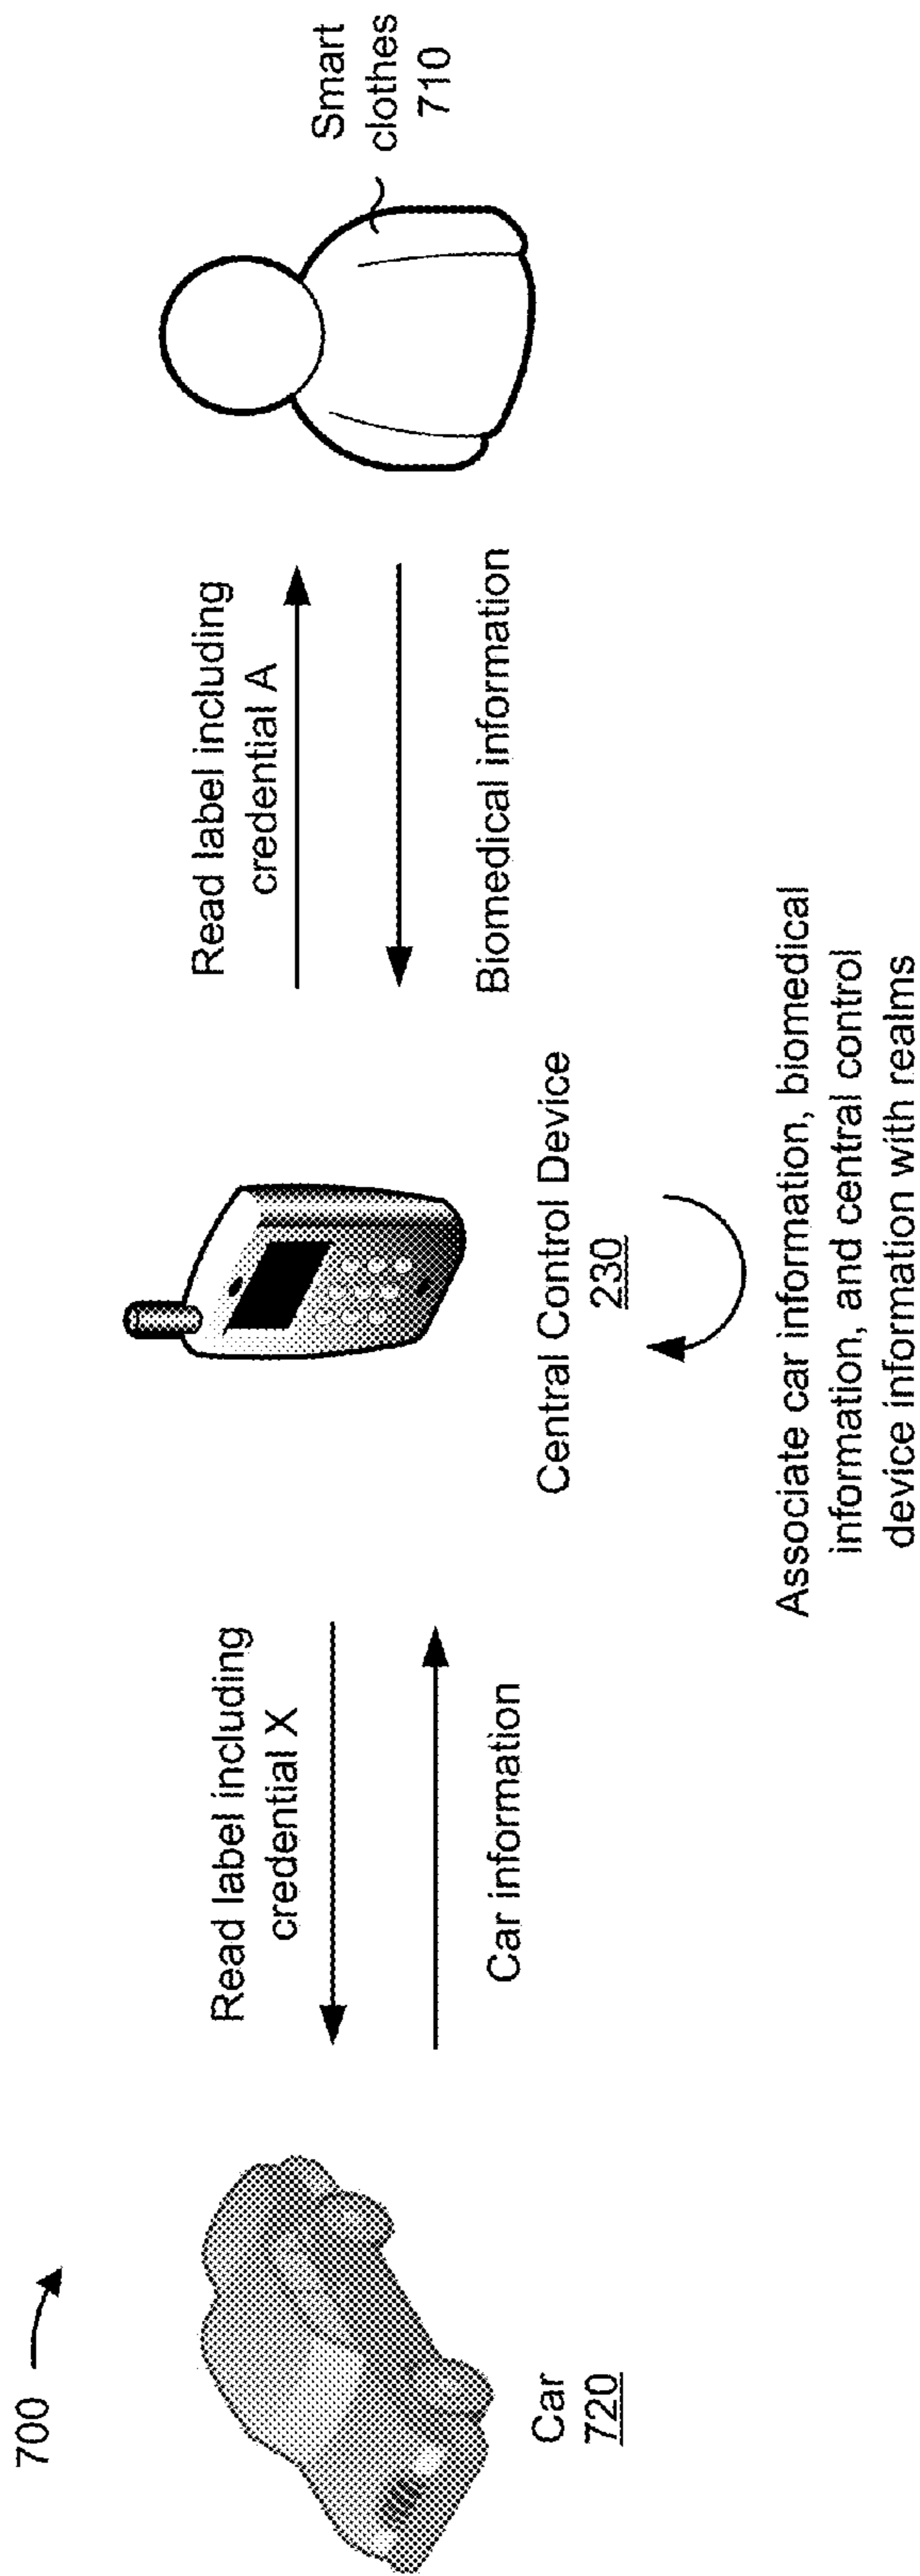 700
Car
720
Read label including
credential X
Car information
Central Control Device
230
Associate car information, biomedical
information, and central control
device information with realms
Read label including
credential A
Biomedical information
Smart
clothes
710